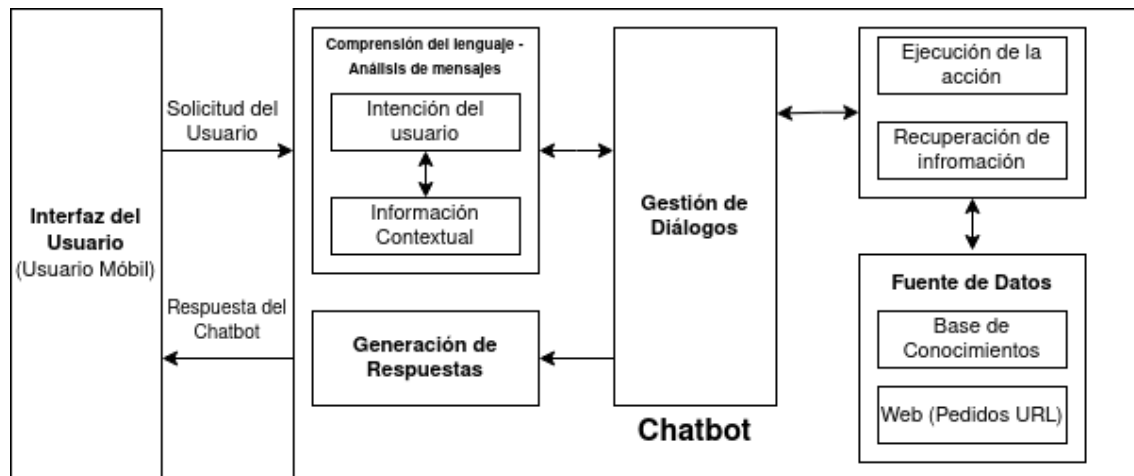 Interfaz del
Usuario
(Usuario Móbil)
Solicitud del
Usuario
Respuesta del
Chatbot
Comprensión del lenguaje -
Análisis de mensajes
Intención del
usuario
Información
Contextual
Generación de
Respuestas
Gestión de
Diálogos
Chatbot
Ejecución de la
acción
Recuperación de
infromación
Fuente de Datos
Base de
Conocimientos
Web (Pedidos URL)